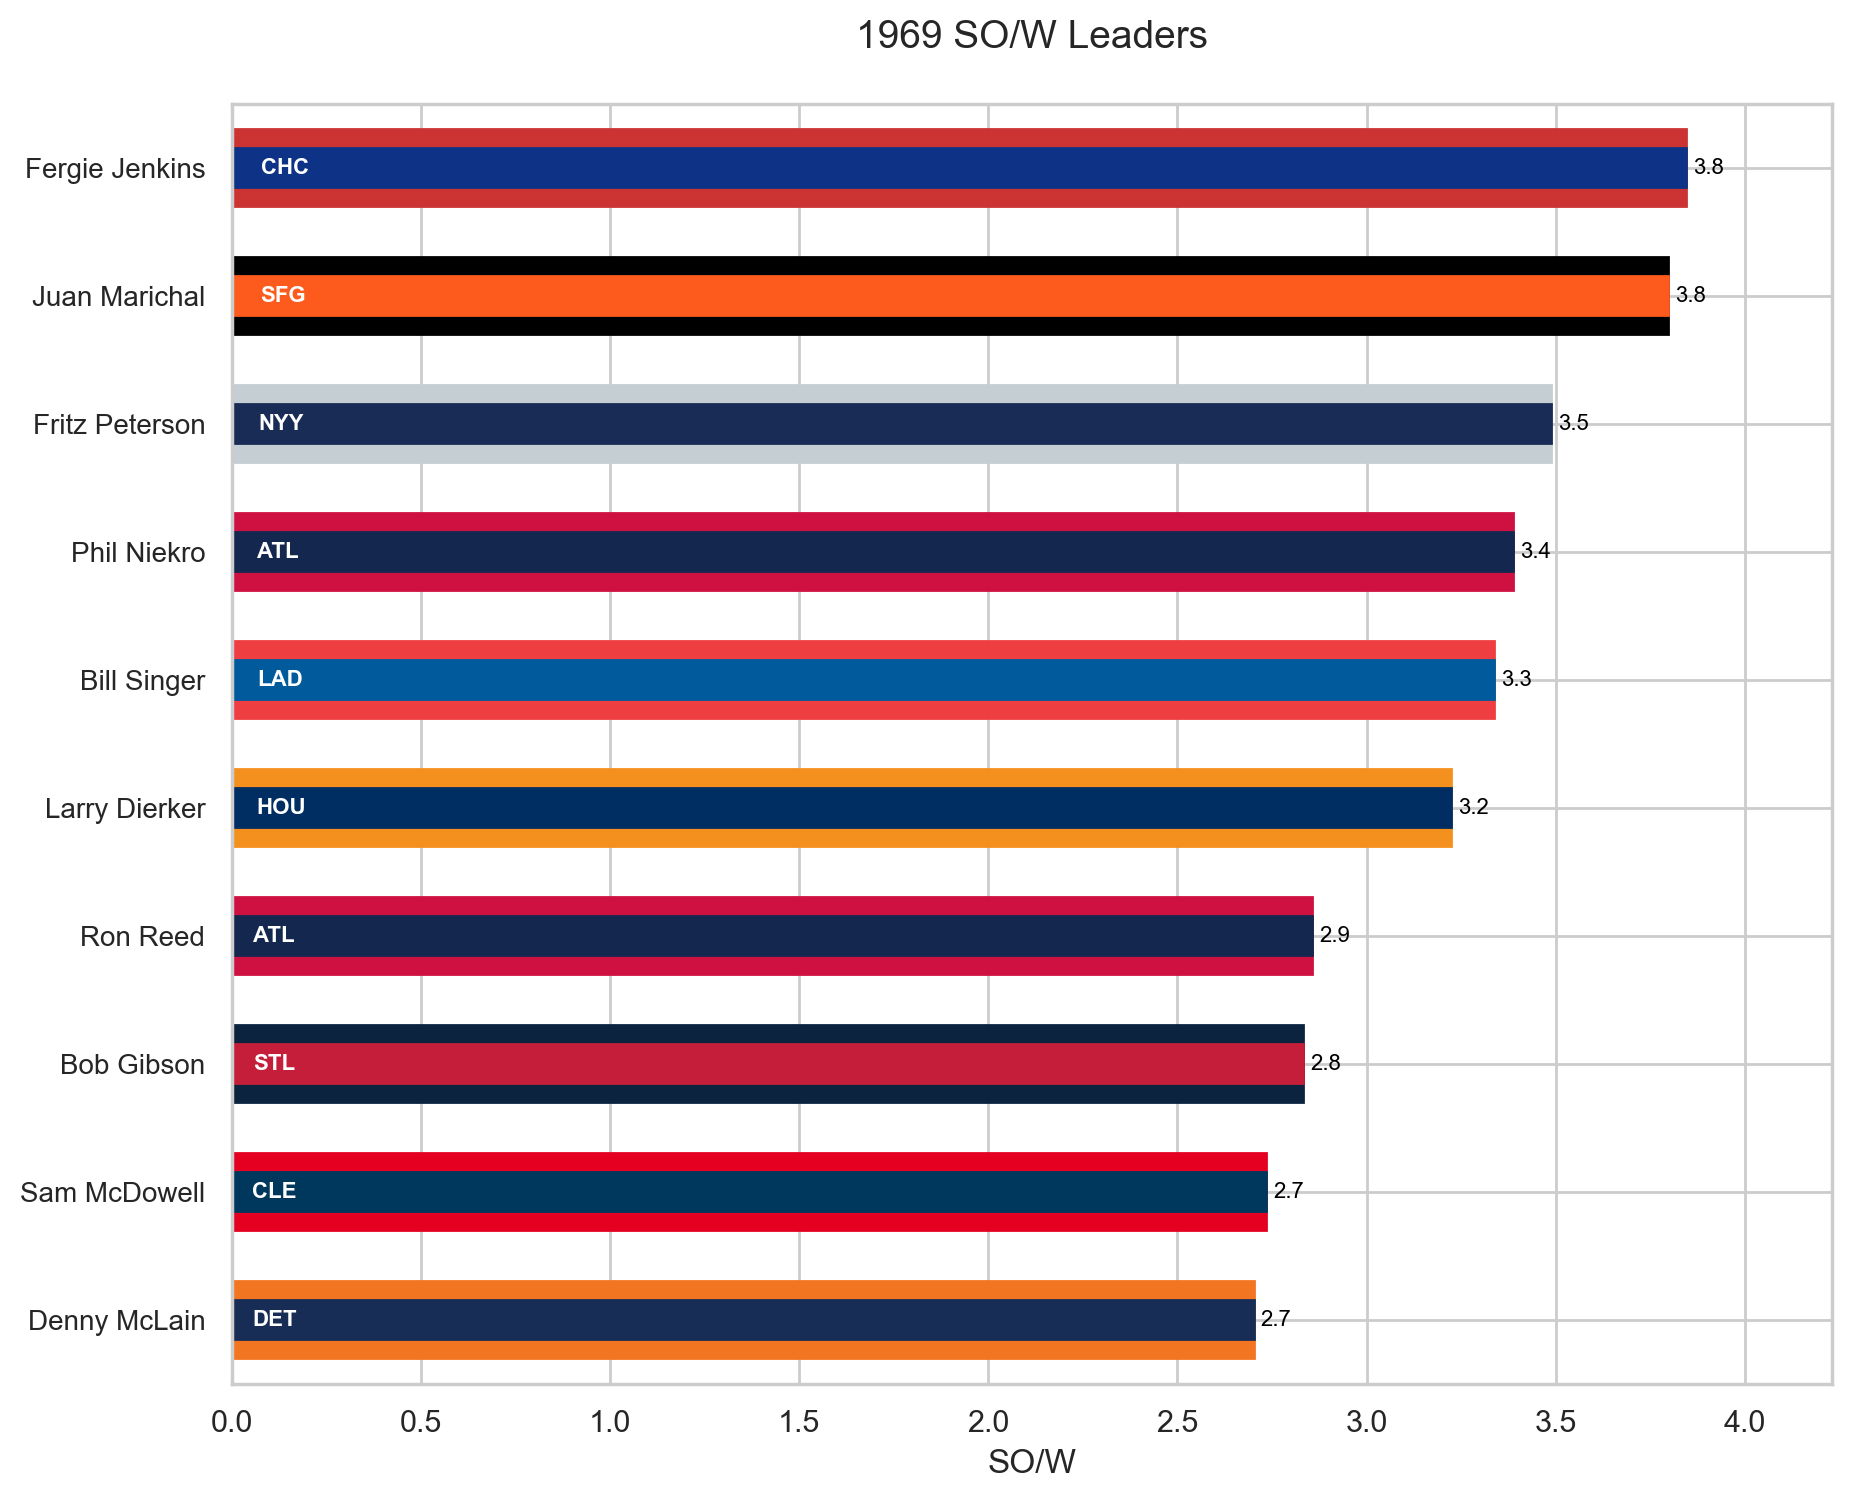 1969 SO/W Leaders
Fergie Jenkins CHC 3.8
Juan Marichal SFG 3.8
Fritz Peterson NYY 3.5
Phil Niekro ATL 3.4
Bill Singer LAD 3.3
Larry Dierker HOU 3.2
Ron Reed ATL 2.9
Bob Gibson STL 2.8
Sam McDowell CLE 2.7
Denny McLain DET 2.7
0.0 0.5 1.0 1.5 2.0 2.5 3.0 3.5 4.0
SO/W